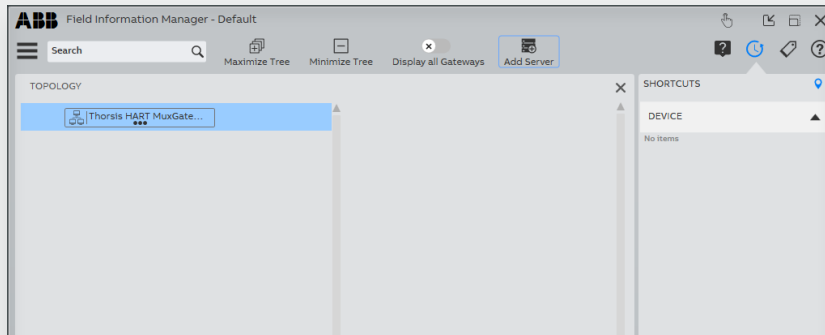 ABB Field Information Manager - Default
Search
Maximize Tree
Minimize Tree
Display all Gateways
Add Server
TOPOLOGY
SHORTCUTS
Thorsis HART MuxGate...
DEVICE
No items